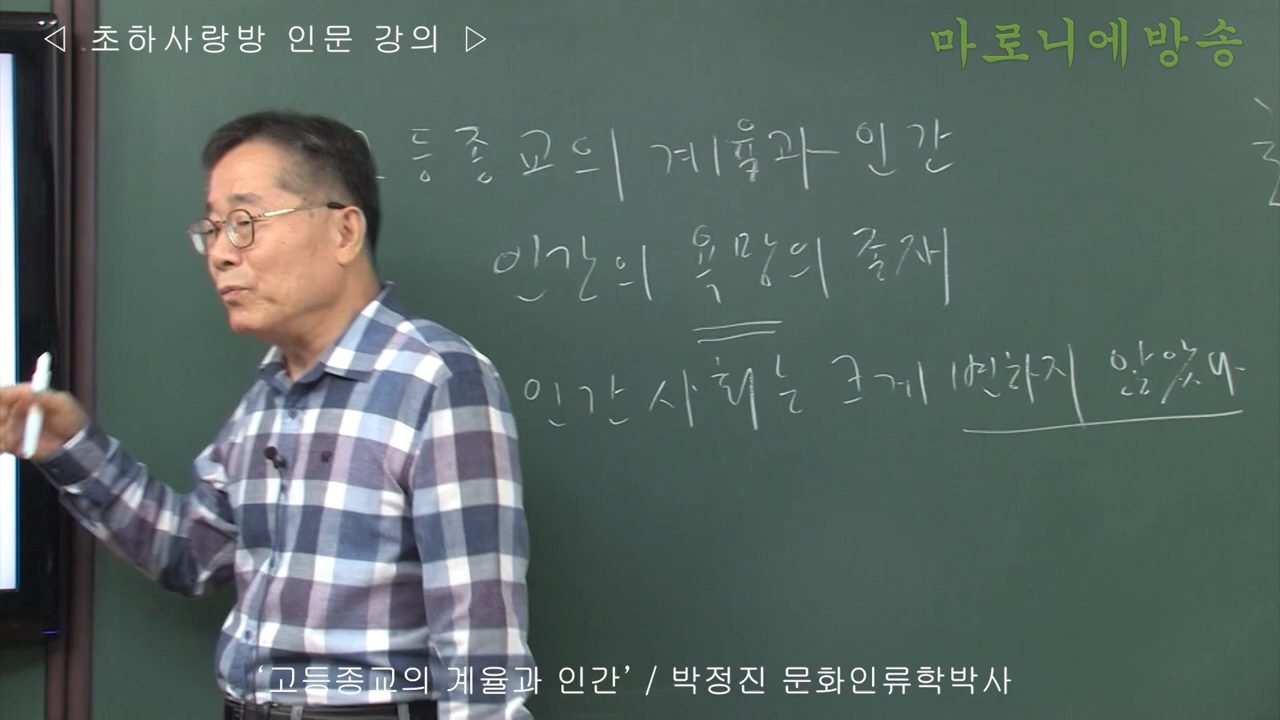 ◁ 초하사랑방 인문 강의 ▷
마로니에방송
등종교의 계율과 인간
인간의 욕망의 존재
인간사회는 크게 변하지 않았다
‘고등종교의 계율과 인간’ / 박정진 문화인류학박사